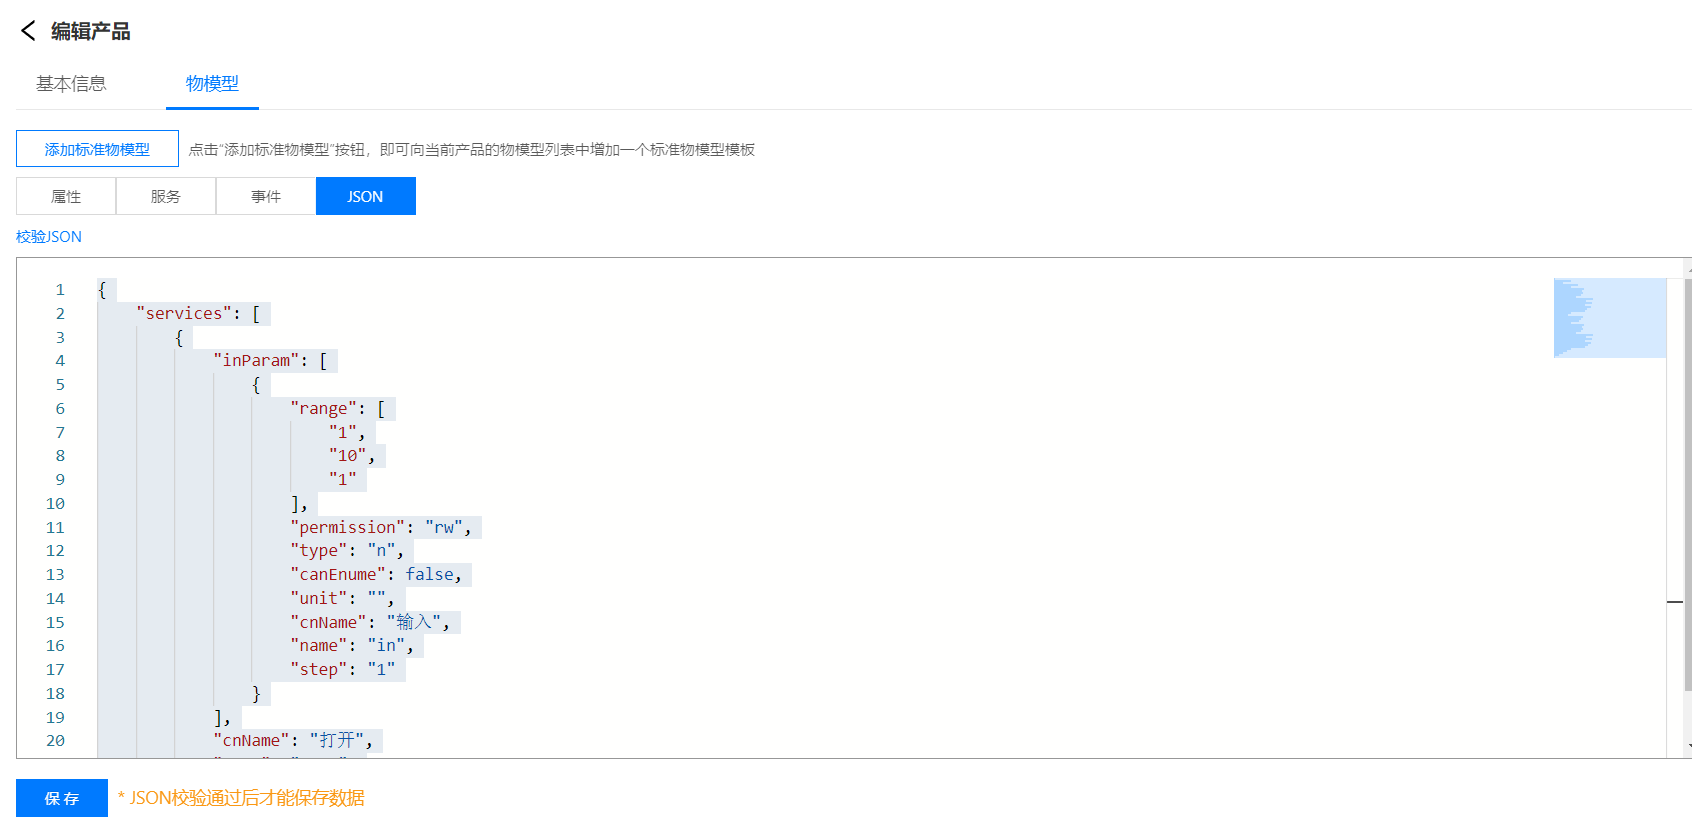 编辑产品
基本信息 物模型
添加标准物模型 点击“添加标准物模型”按钮，即可向当前产品的物模型列表中增加一个标准物模型模板
属性 服务 事件 JSON
校验JSON
1 {
2 "services": [
3 {
4 "inParam": [
5 {
6 "range": [
7 "1",
8 "10",
9 "1"
10 ],
11 "permission": "rw",
12 "type": "n",
13 "canEnume": false,
14 "unit": "",
15 "cnName": "输入",
16 "name": "in",
17 "step": "1"
18 }
19 ],
20 "cnName": "打开",
保存 * JSON校验通过后才能保存数据